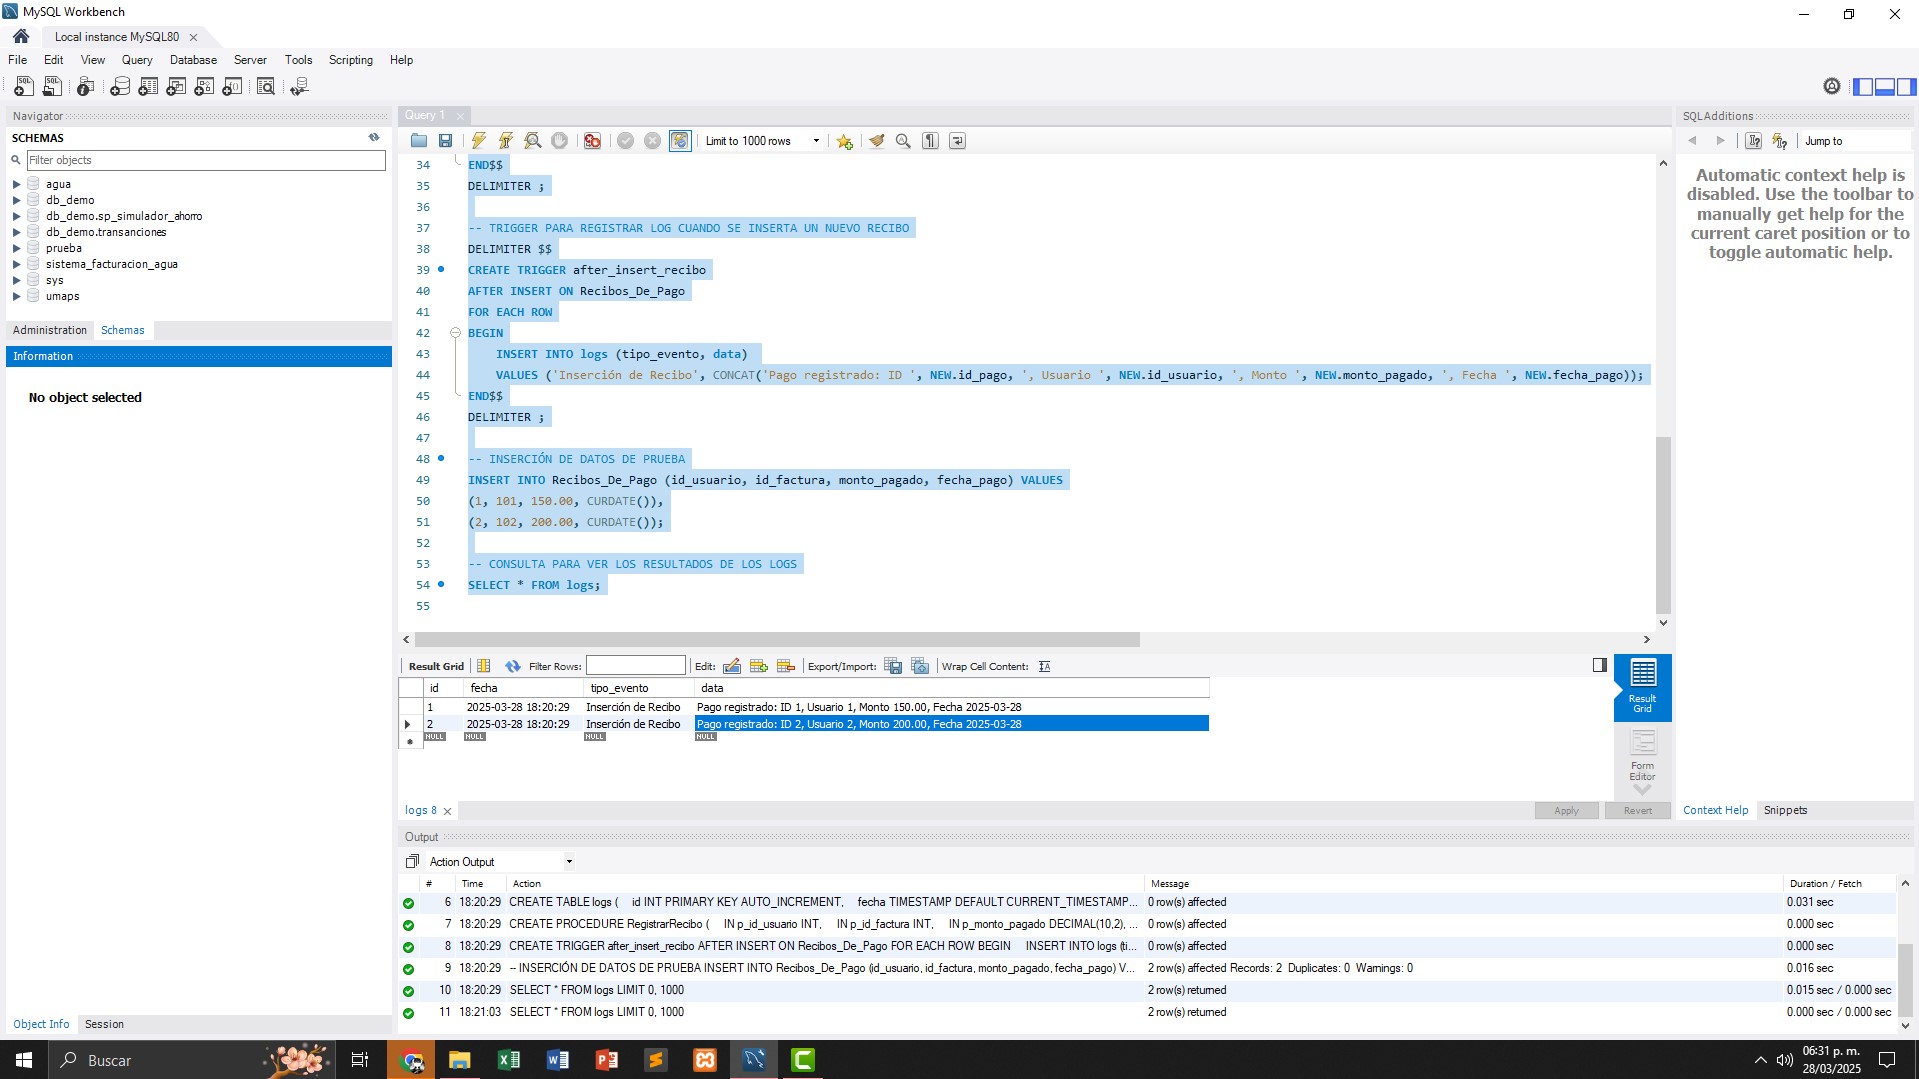 MySQL Workbench
Local instance MySQL80
File Edit View Query Database Server Tools Scripting Help
Navigator
SCHEMAS
Filter objects
agua
db_demo
db_demo.sp_simulador_ahorro
db_demo.transanciones
prueba
sistema_facturacion_agua
sys
umaps
Administration Schemas
Information
No object selected
Object Info Session
Query 1
Limit to 1000 rows
34 END$$
35 DELIMITER ;
36
37 -- TRIGGER PARA REGISTRAR LOG CUANDO SE INSERTA UN NUEVO RECIBO
38 DELIMITER $$
39 CREATE TRIGGER after_insert_recibo
40 AFTER INSERT ON Recibos_De_Pago
41 FOR EACH ROW
42 BEGIN
43 INSERT INTO logs (tipo_evento, data)
44 VALUES ('Inserción de Recibo', CONCAT('Pago registrado: ID ', NEW.id_pago, ', Usuario ', NEW.id_usuario, ', Monto ', NEW.monto_pagado, ', Fecha ', NEW.fecha_pago));
45 END$$
46 DELIMITER ;
47
48 -- INSERCIÓN DE DATOS DE PRUEBA
49 INSERT INTO Recibos_De_Pago (id_usuario, id_factura, monto_pagado, fecha_pago) VALUES
50 (1, 101, 150.00, CURDATE()),
51 (2, 102, 200.00, CURDATE());
52
53 -- CONSULTA PARA VER LOS RESULTADOS DE LOS LOGS
54 SELECT * FROM logs;
55
Result Grid Filter Rows: Edit: Export/Import: Wrap Cell Content:
id fecha tipo_evento data
1 2025-03-28 18:20:29 Inserción de Recibo Pago registrado: ID 1, Usuario 1, Monto 150.00, Fecha 2025-03-28
2 2025-03-28 18:20:29 Inserción de Recibo Pago registrado: ID 2, Usuario 2, Monto 200.00, Fecha 2025-03-28
NULL NULL NULL NULL
Result
Grid
Form
Editor
logs 8
Apply Revert
Output
Action Output
# Time Action Message Duration / Fetch
6 18:20:29 CREATE TABLE logs ( id INT PRIMARY KEY AUTO_INCREMENT, fecha TIMESTAMP DEFAULT CURRENT_TIMESTAMP... 0 row(s) affected 0.031 sec
7 18:20:29 CREATE PROCEDURE RegistrarRecibo ( IN p_id_usuario INT, IN p_id_factura INT, IN p_monto_pagado DECIMAL(10,2), ... 0 row(s) affected 0.000 sec
8 18:20:29 CREATE TRIGGER after_insert_recibo AFTER INSERT ON Recibos_De_Pago FOR EACH ROW BEGIN INSERT INTO logs (ti... 0 row(s) affected 0.000 sec
9 18:20:29 -- INSERCIÓN DE DATOS DE PRUEBA INSERT INTO Recibos_De_Pago (id_usuario, id_factura, monto_pagado, fecha_pago) V... 2 row(s) affected Records: 2 Duplicates: 0 Warnings: 0 0.016 sec
10 18:20:29 SELECT * FROM logs LIMIT 0, 1000 2 row(s) returned 0.015 sec / 0.000 sec
11 18:21:03 SELECT * FROM logs LIMIT 0, 1000 2 row(s) returned 0.000 sec / 0.000 sec
SQLAdditions
Jump to
Automatic context help is
disabled. Use the toolbar to
manually get help for the
current caret position or to
toggle automatic help.
Context Help Snippets
Buscar
06:31 p. m.
28/03/2025